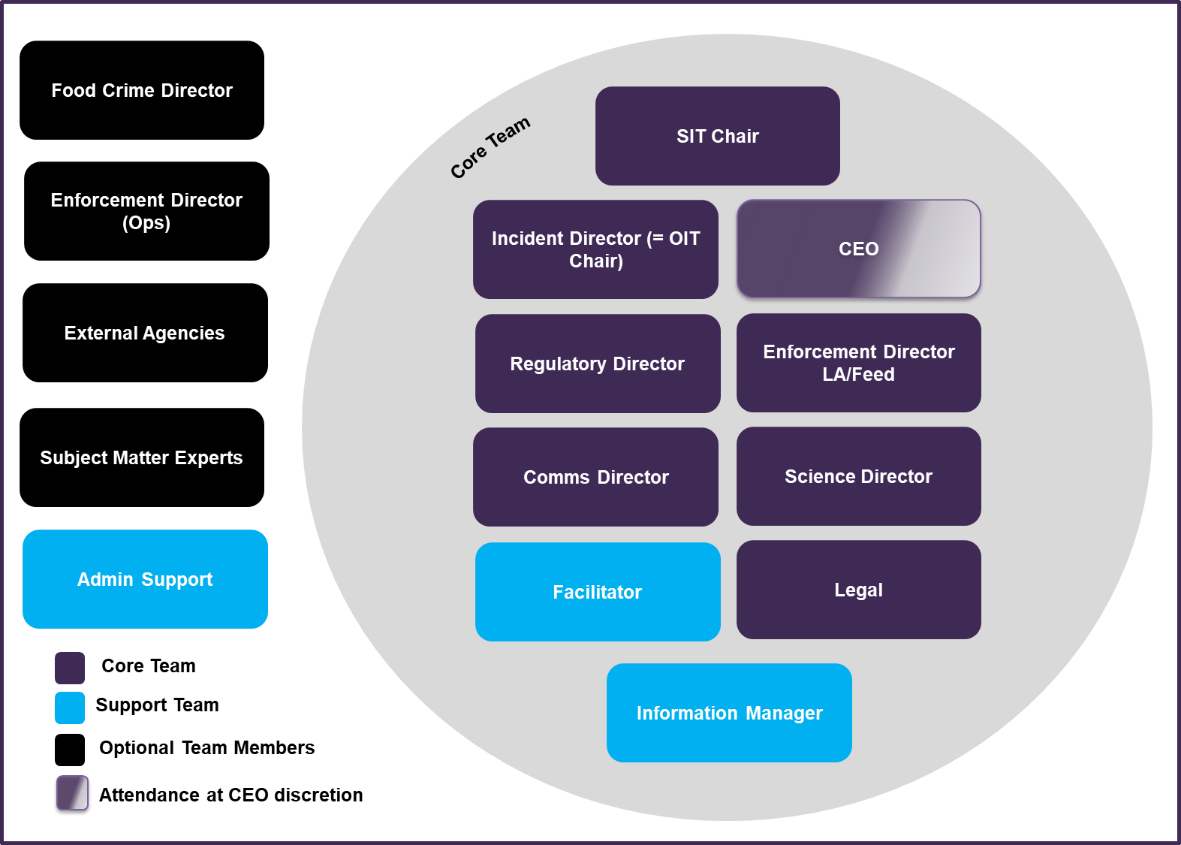 Food Crime Director
Enforcement Director
(Ops)
External Agencies
Subject Matter Experts
Admin Support
Core Team
SIT Chair
Incident Director (= OIT
Chair)
CEO
Regulatory Director
Enforcement Director
LA/Feed
Comms Director
Science Director
Facilitator
Legal
Information Manager
Core Team
Support Team
Optional Team Members
Attendance at CEO discretion